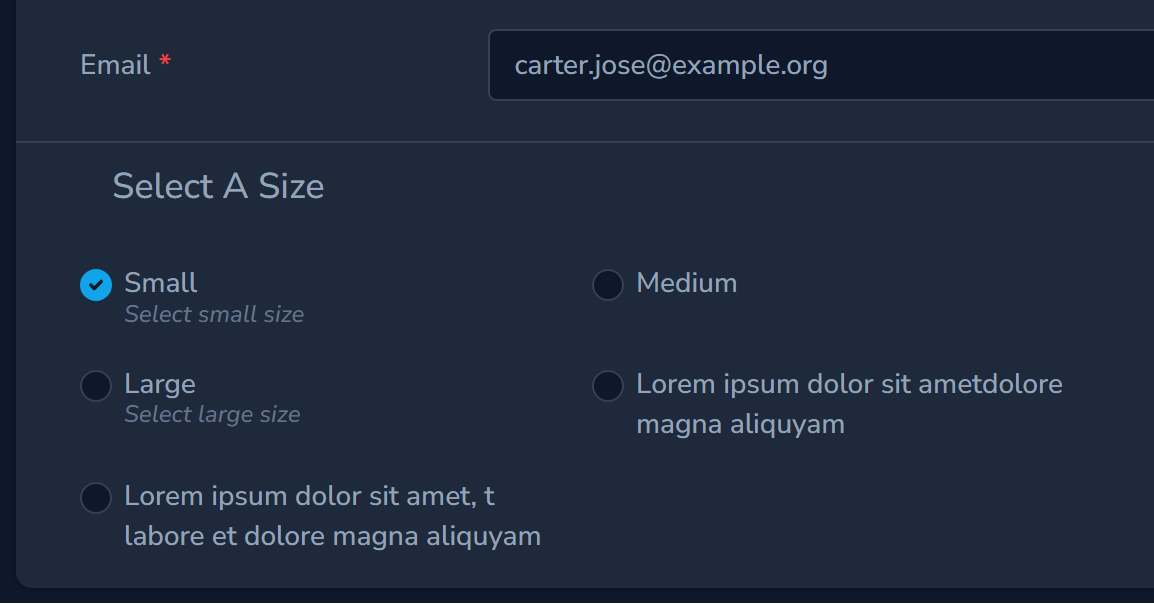 Email *
carter.jose@example.org
Select A Size
Small
Select small size
Medium
Large
Select large size
Lorem ipsum dolor sit ametdolore
magna aliquyam
Lorem ipsum dolor sit amet, t
labore et dolore magna aliquyam